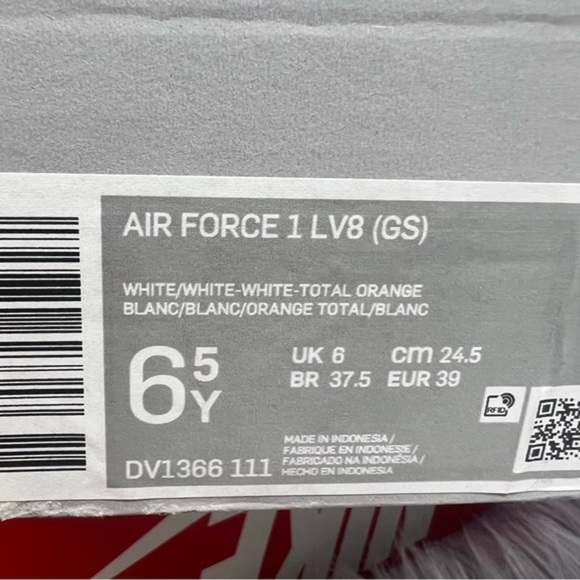 AIR FORCE 1 LV8 (GS)
WHITE/WHITE-WHITE-TOTAL ORANGE
BLANC/BLANC/ORANGE TOTAL/BLANC
6 5 Y
UK 6 cm 24.5
BR 37.5 EUR 39
RFID
MADE IN INDONESIA /
FABRIQUE EN INDONESIE /
FABRICADO NA INDONÉSIA /
HECHO EN INDONESIA
DV1366 111